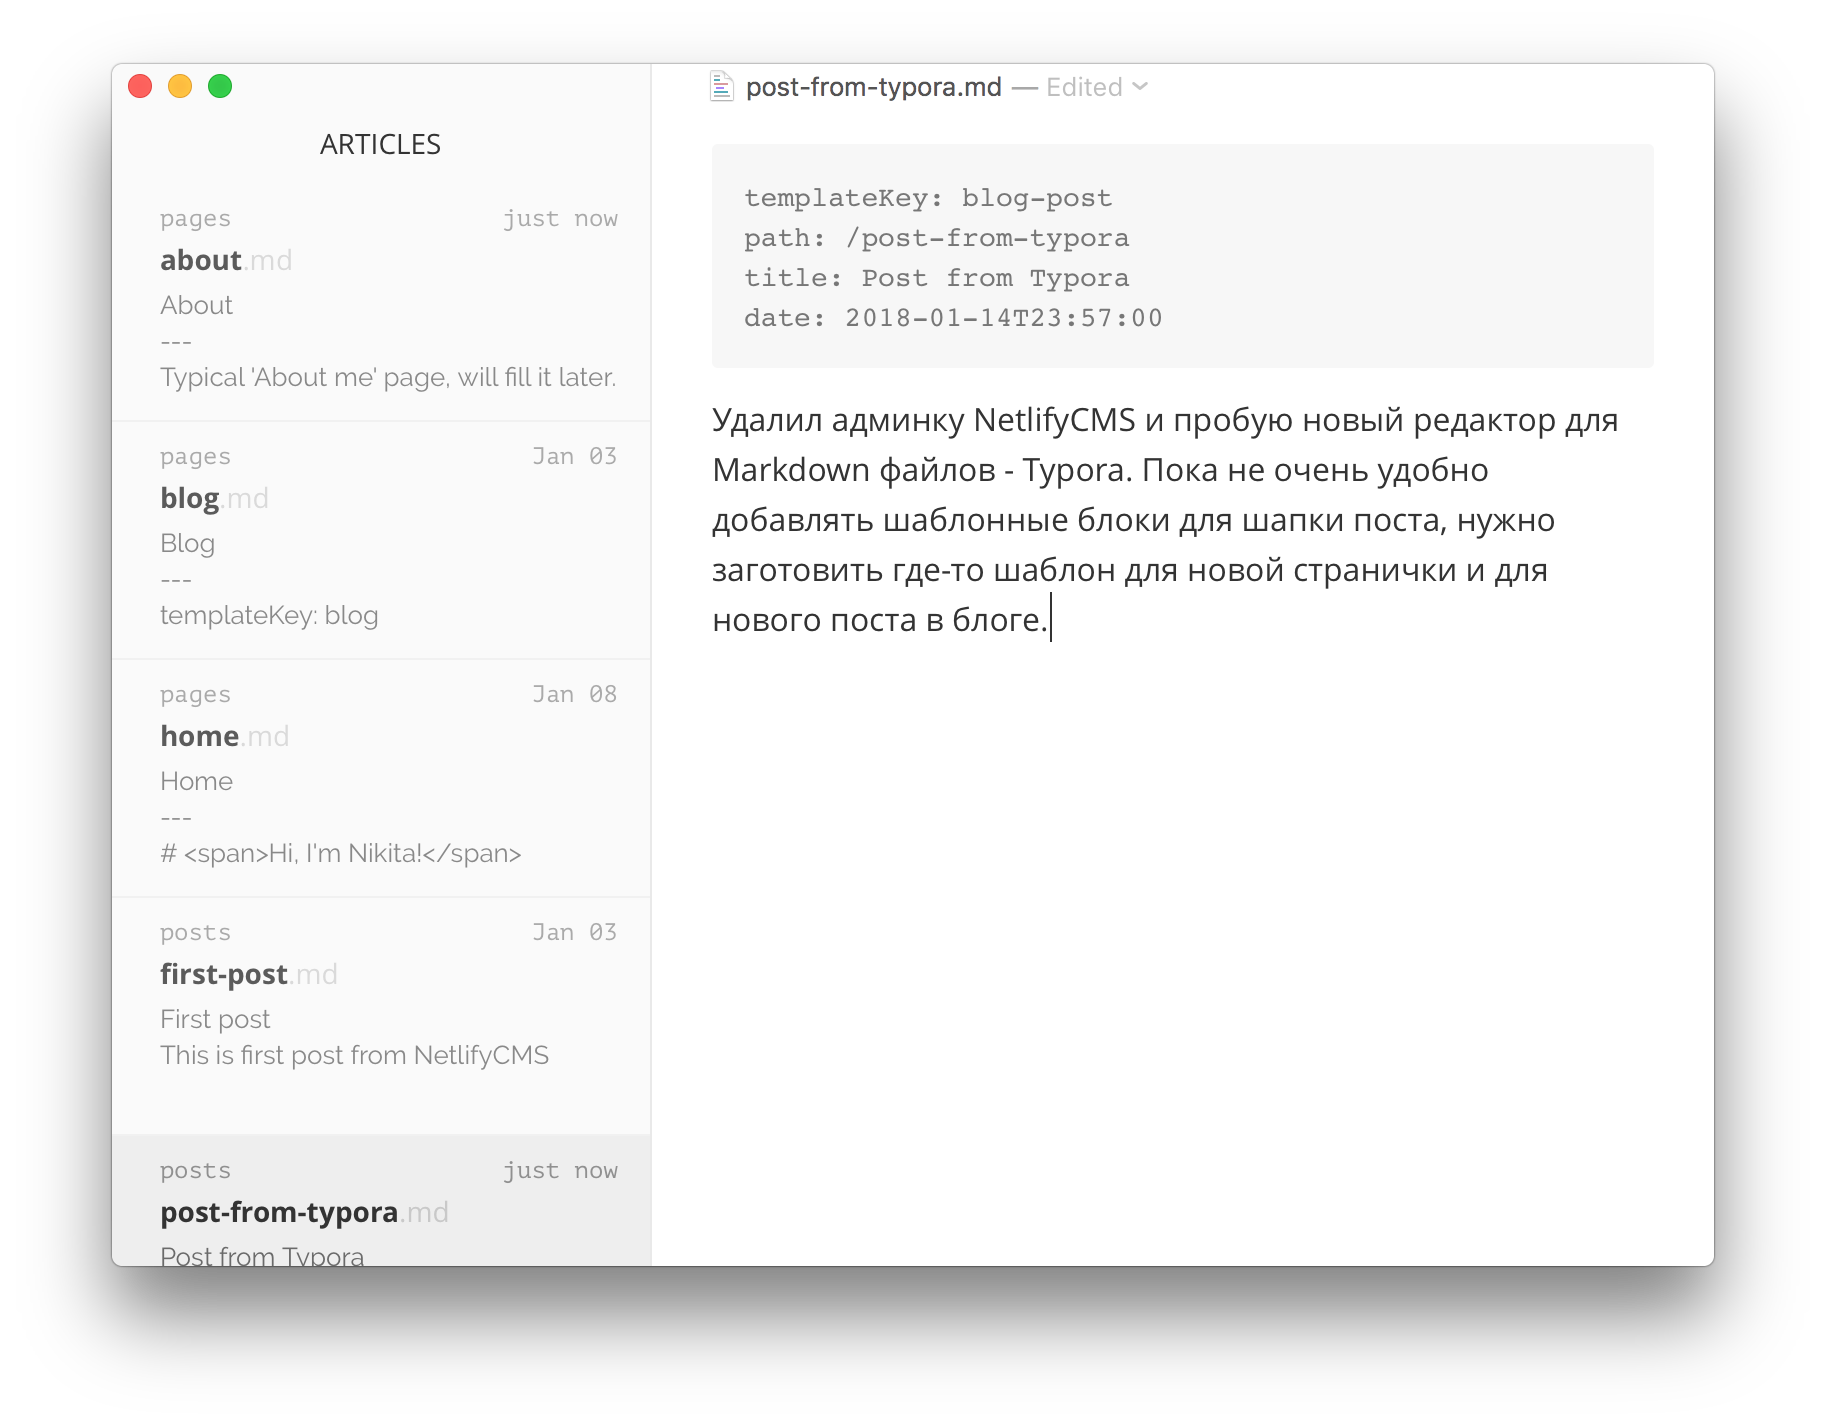 ARTICLES
pages just now
about.md
About
---
Typical 'About me' page, will fill it later.
pages Jan 03
blog.md
Blog
---
templateKey: blog
pages Jan 08
home.md
Home
---
# <span>Hi, I'm Nikita!</span>
posts Jan 03
first-post.md
First post
This is first post from NetlifyCMS
posts just now
post-from-typora.md
Post from Typora
post-from-typora.md — Edited
templateKey: blog-post
path: /post-from-typora
title: Post from Typora
date: 2018-01-14T23:57:00
Удалил админку NetlifyCMS и пробую новый редактор для
Markdown файлов - Typora. Пока не очень удобно
добавлять шаблонные блоки для шапки поста, нужно
заготовить где-то шаблон для новой странички и для
нового поста в блоге.